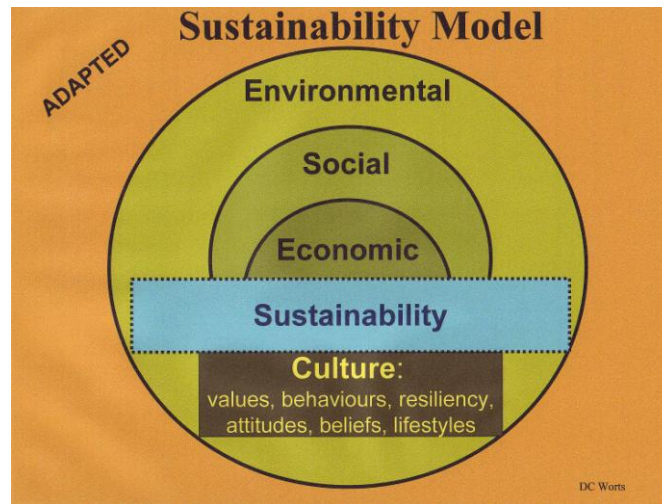 Sustainability Model
ADAPTED
Environmental
Social
Economic
Sustainability
Culture:
values, behaviours, resiliency,
attitudes, beliefs, lifestyles
DC Worts